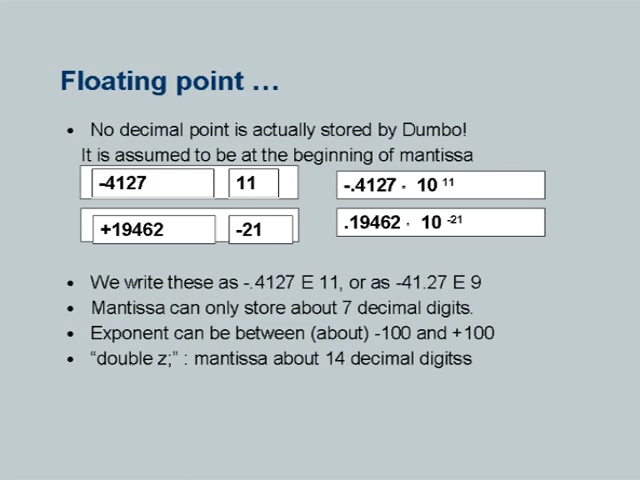 Floating point …
• No decimal point is actually stored by Dumbo!
It is assumed to be at the beginning of mantissa
-4127 11 -.4127 * 10 11
+19462 -21 .19462 * 10 -21
• We write these as -.4127 E 11, or as -41.27 E 9
• Mantissa can only store about 7 decimal digits.
• Exponent can be between (about) -100 and +100
• “double z;” : mantissa about 14 decimal digitss